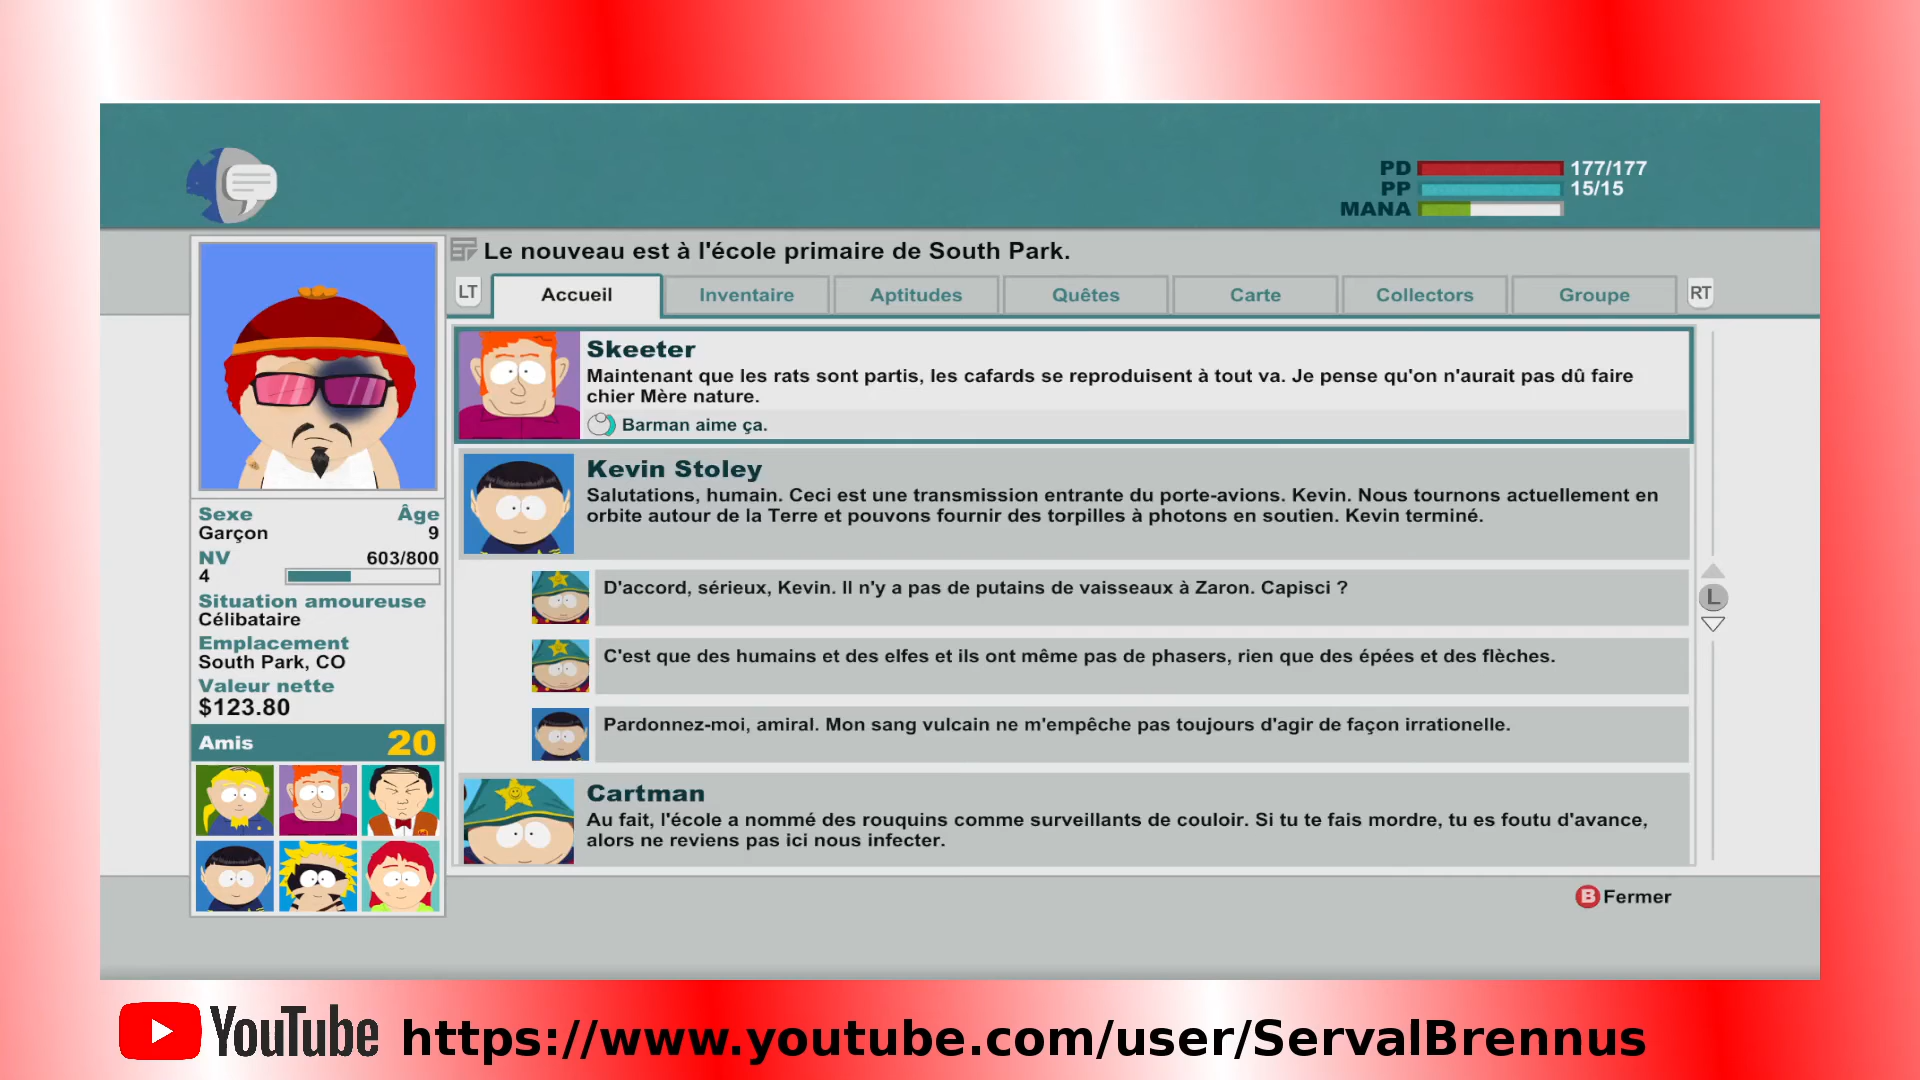 PD 177/177
PP 15/15
MANA
Le nouveau est à l'école primaire de South Park.
LT Accueil Inventaire Aptitudes Quêtes Carte Collectors Groupe RT
Skeeter
Maintenant que les rats sont partis, les cafards se reproduisent à tout va. Je pense qu'on n'aurait pas dû faire
chier Mère nature.
Barman aime ça.
Kevin Stoley
Salutations, humain. Ceci est une transmission entrante du porte-avions. Kevin. Nous tournons actuellement en
orbite autour de la Terre et pouvons fournir des torpilles à photons en soutien. Kevin terminé.
D'accord, sérieux, Kevin. Il n'y a pas de putains de vaisseaux à Zaron. Capisci ?
C'est que des humains et des elfes et ils ont même pas de phasers, rien que des épées et des flèches.
Pardonnez-moi, amiral. Mon sang vulcain ne m'empêche pas toujours d'agir de façon irrationelle.
Cartman
Au fait, l'école a nommé des rouquins comme surveillants de couloir. Si tu te fais mordre, tu es foutu d'avance,
alors ne reviens pas ici nous infecter.
L
Sexe Âge
Garçon 9
NV 603/800
4
Situation amoureuse
Célibataire
Emplacement
South Park, CO
Valeur nette
$123.80
Amis 20
B Fermer
YouTube https://www.youtube.com/user/ServalBrennus